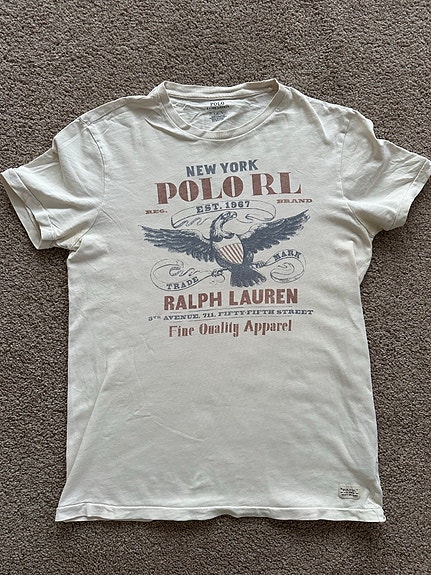 POLO
NEW YORK
POLO RL
EST. 1967
REG. BRAND
TRADE MARK
RALPH LAUREN
5TH AVENUE. 711. FIFTY-FIFTH STREET
Fine Quality Apparel